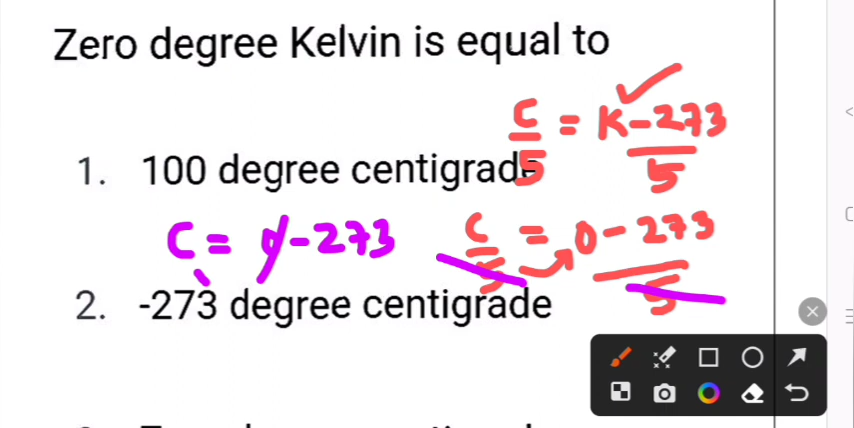 Zero degree Kelvin is equal to
C/5 = K-273/5
1. 100 degree centigrade
C = 0-273
C/5 = 0-273/5
2. -273 degree centigrade